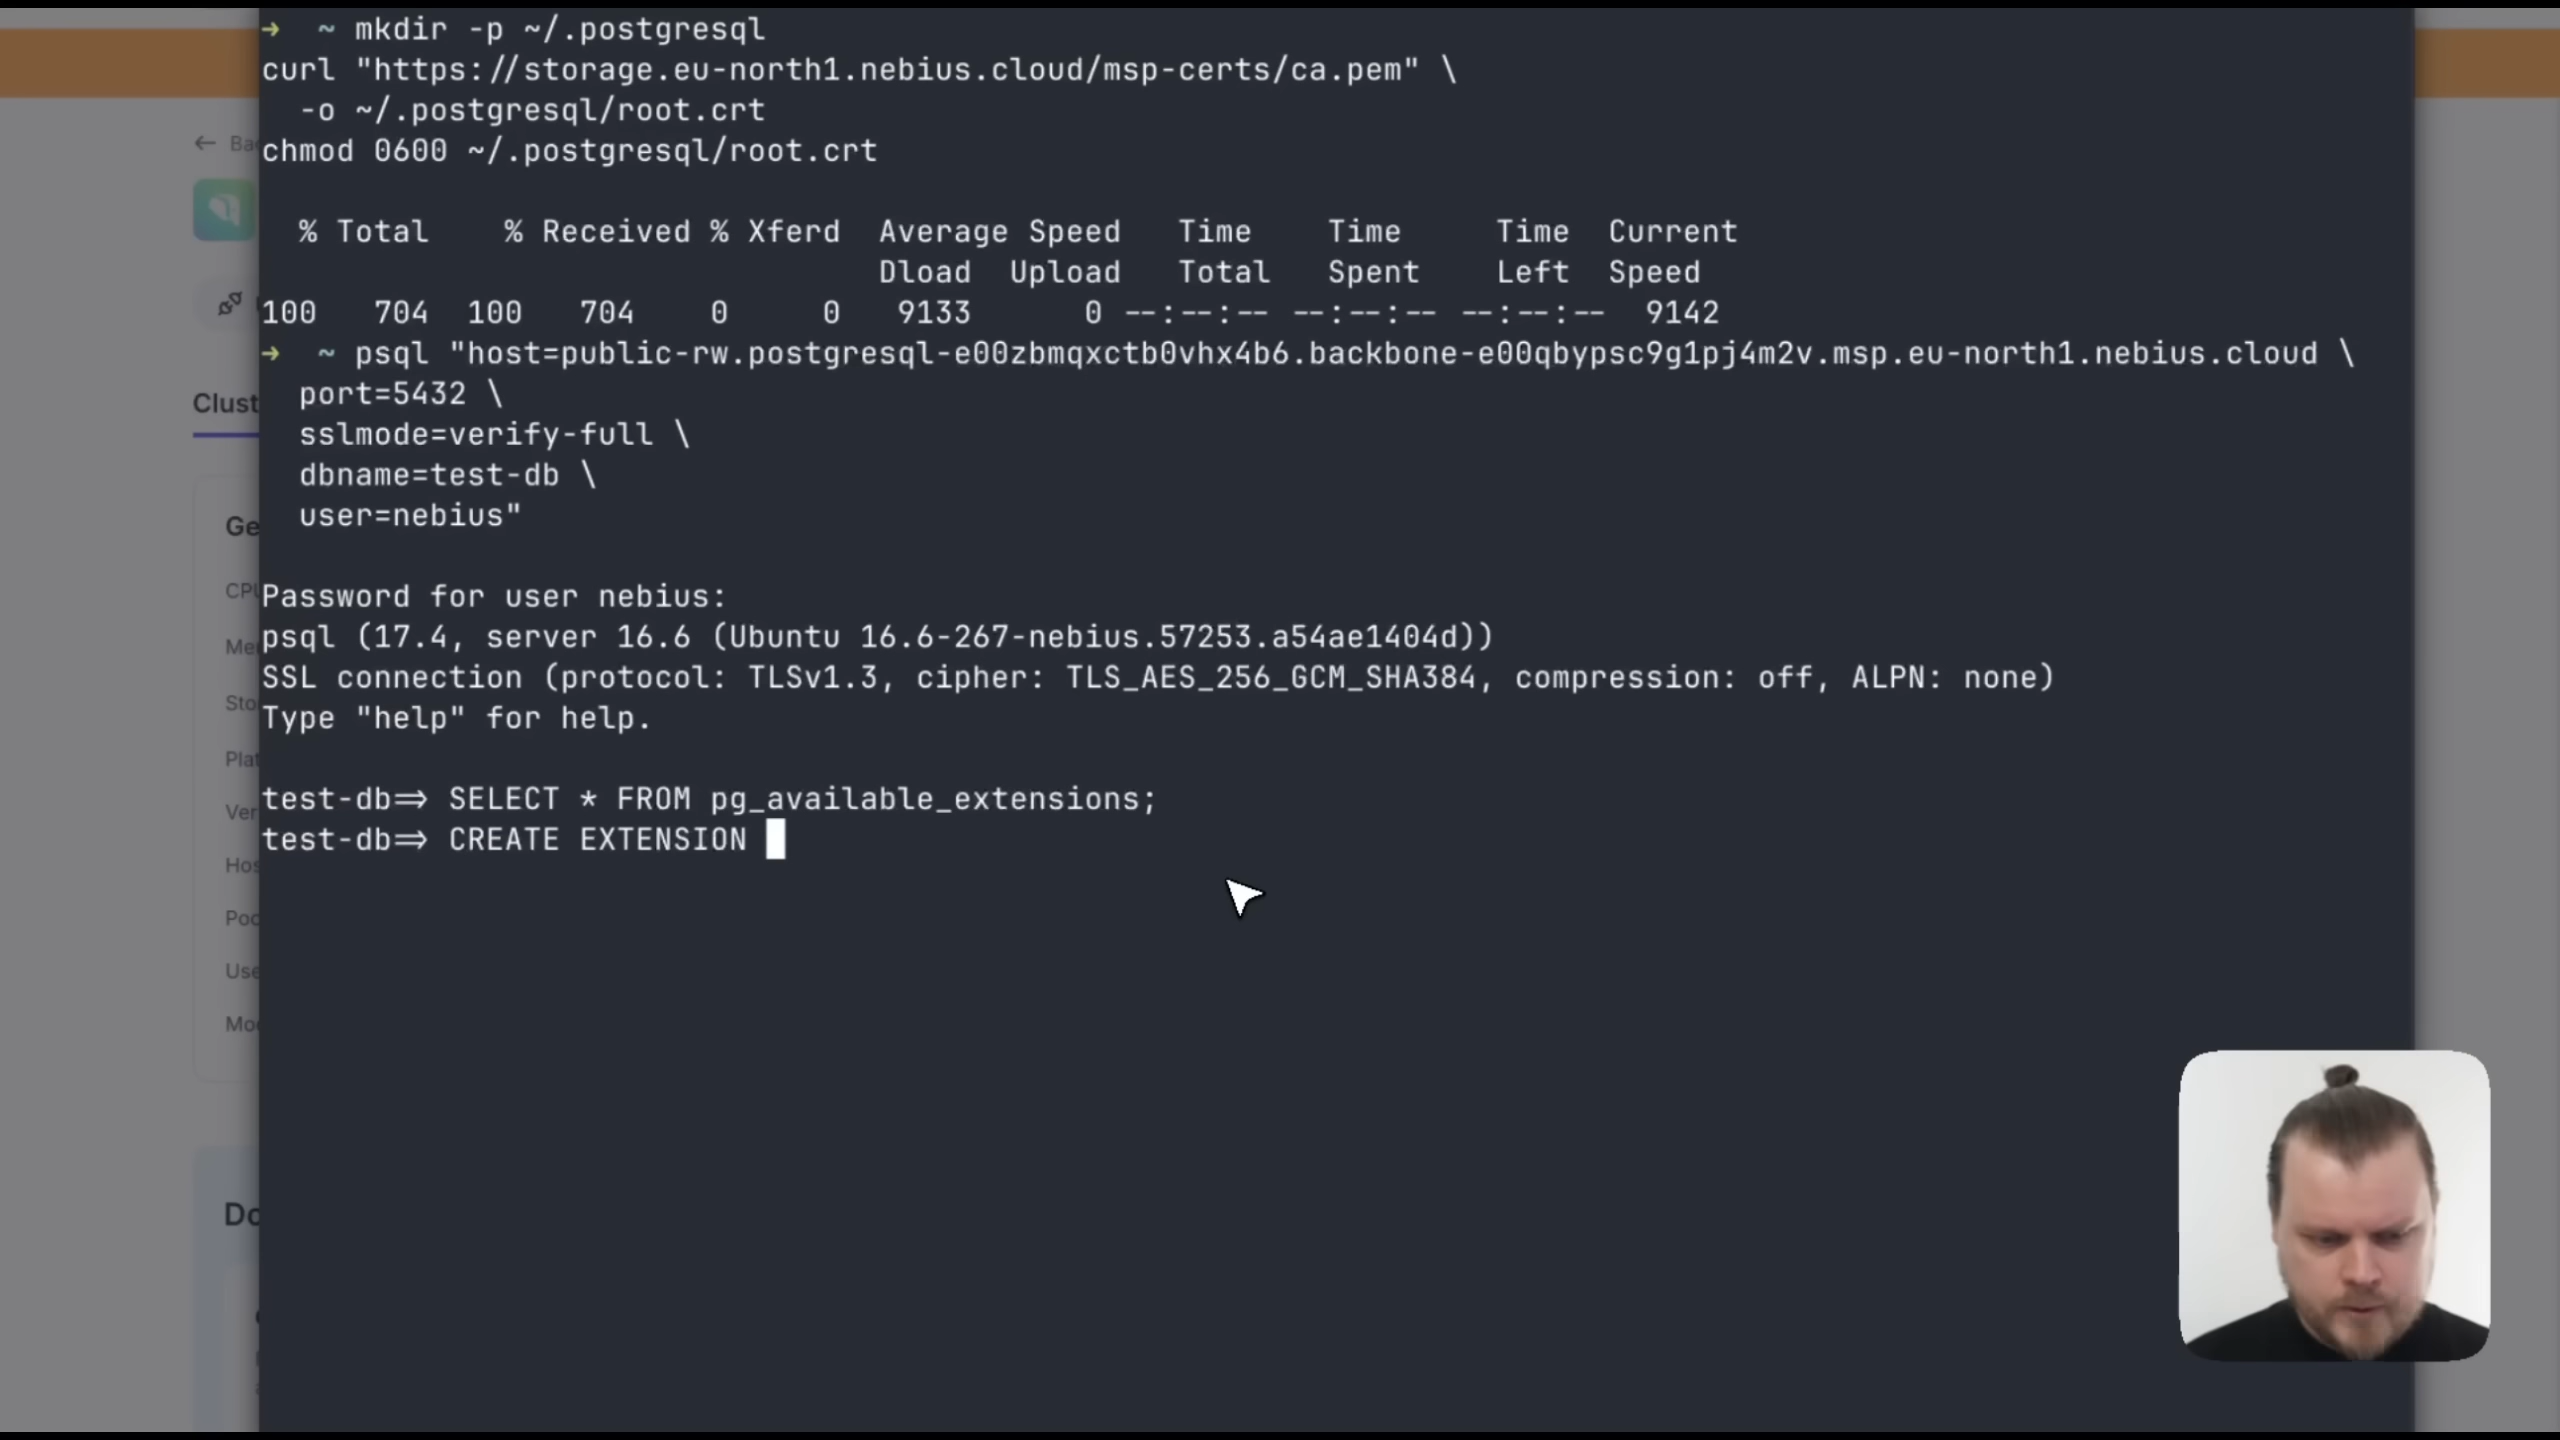 →  ~ mkdir -p ~/.postgresql
curl "https://storage.eu-north1.nebius.cloud/msp-certs/ca.pem" \
  -o ~/.postgresql/root.crt
chmod 0600 ~/.postgresql/root.crt
  % Total    % Received % Xferd  Average Speed   Time    Time     Time  Current
                                 Dload  Upload   Total   Spent    Left  Speed
100   704  100   704    0     0   9133      0 --:--:-- --:--:-- --:--:--  9142
→  ~ psql "host=public-rw.postgresql-e00zbmqxctb0vhx4b6.backbone-e00qbypsc9g1pj4m2v.msp.eu-north1.nebius.cloud \
  port=5432 \
  sslmode=verify-full \
  dbname=test-db \
  user=nebius"
Password for user nebius:
psql (17.4, server 16.6 (Ubuntu 16.6-267-nebius.57253.a54ae1404d))
SSL connection (protocol: TLSv1.3, cipher: TLS_AES_256_GCM_SHA384, compression: off, ALPN: none)
Type "help" for help.
test-db=> SELECT * FROM pg_available_extensions;
test-db=> CREATE EXTENSION